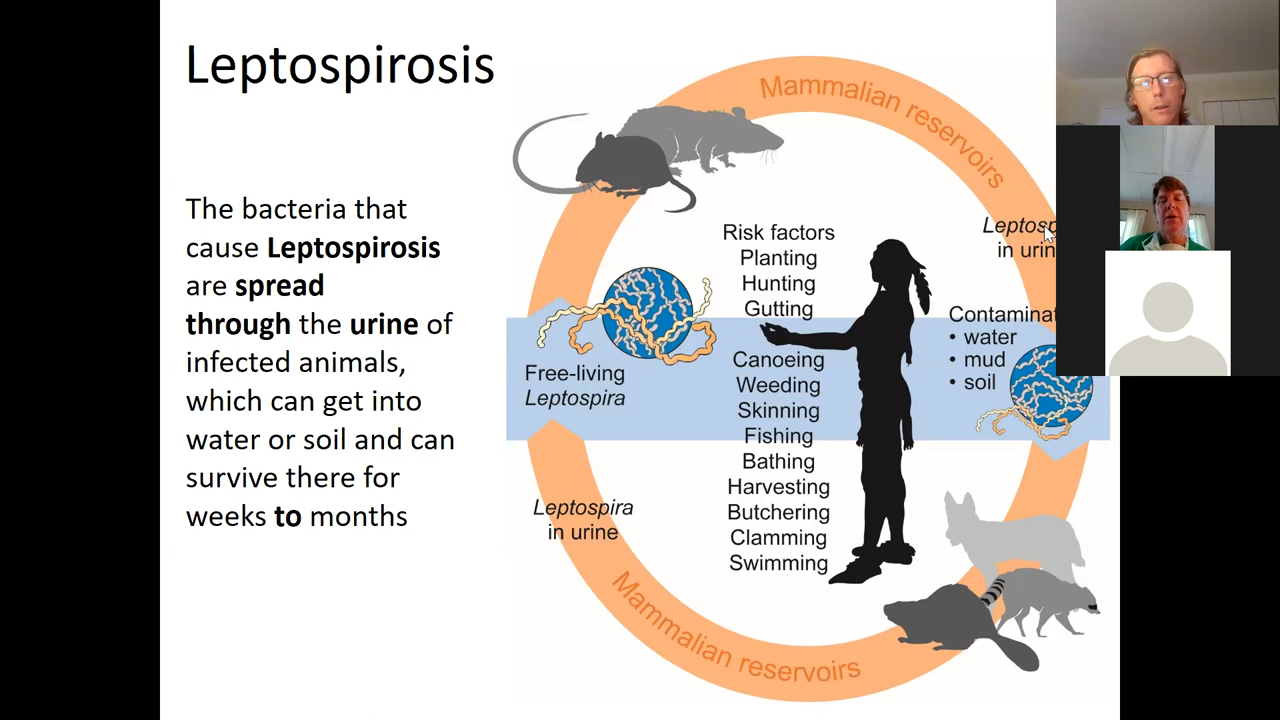 Leptospirosis
The bacteria that
cause Leptospirosis
are spread
through the urine of
infected animals,
which can get into
water or soil and can
survive there for
weeks to months
Mammalian reservoirs
Risk factors
Planting
Hunting
Gutting
Canoeing
Weeding
Skinning
Fishing
Bathing
Harvesting
Butchering
Clamming
Swimming
Free-living
Leptospira
Leptospira
in urine
in
Contaminat
• water
• mud
• soil
Mammalian reservoirs